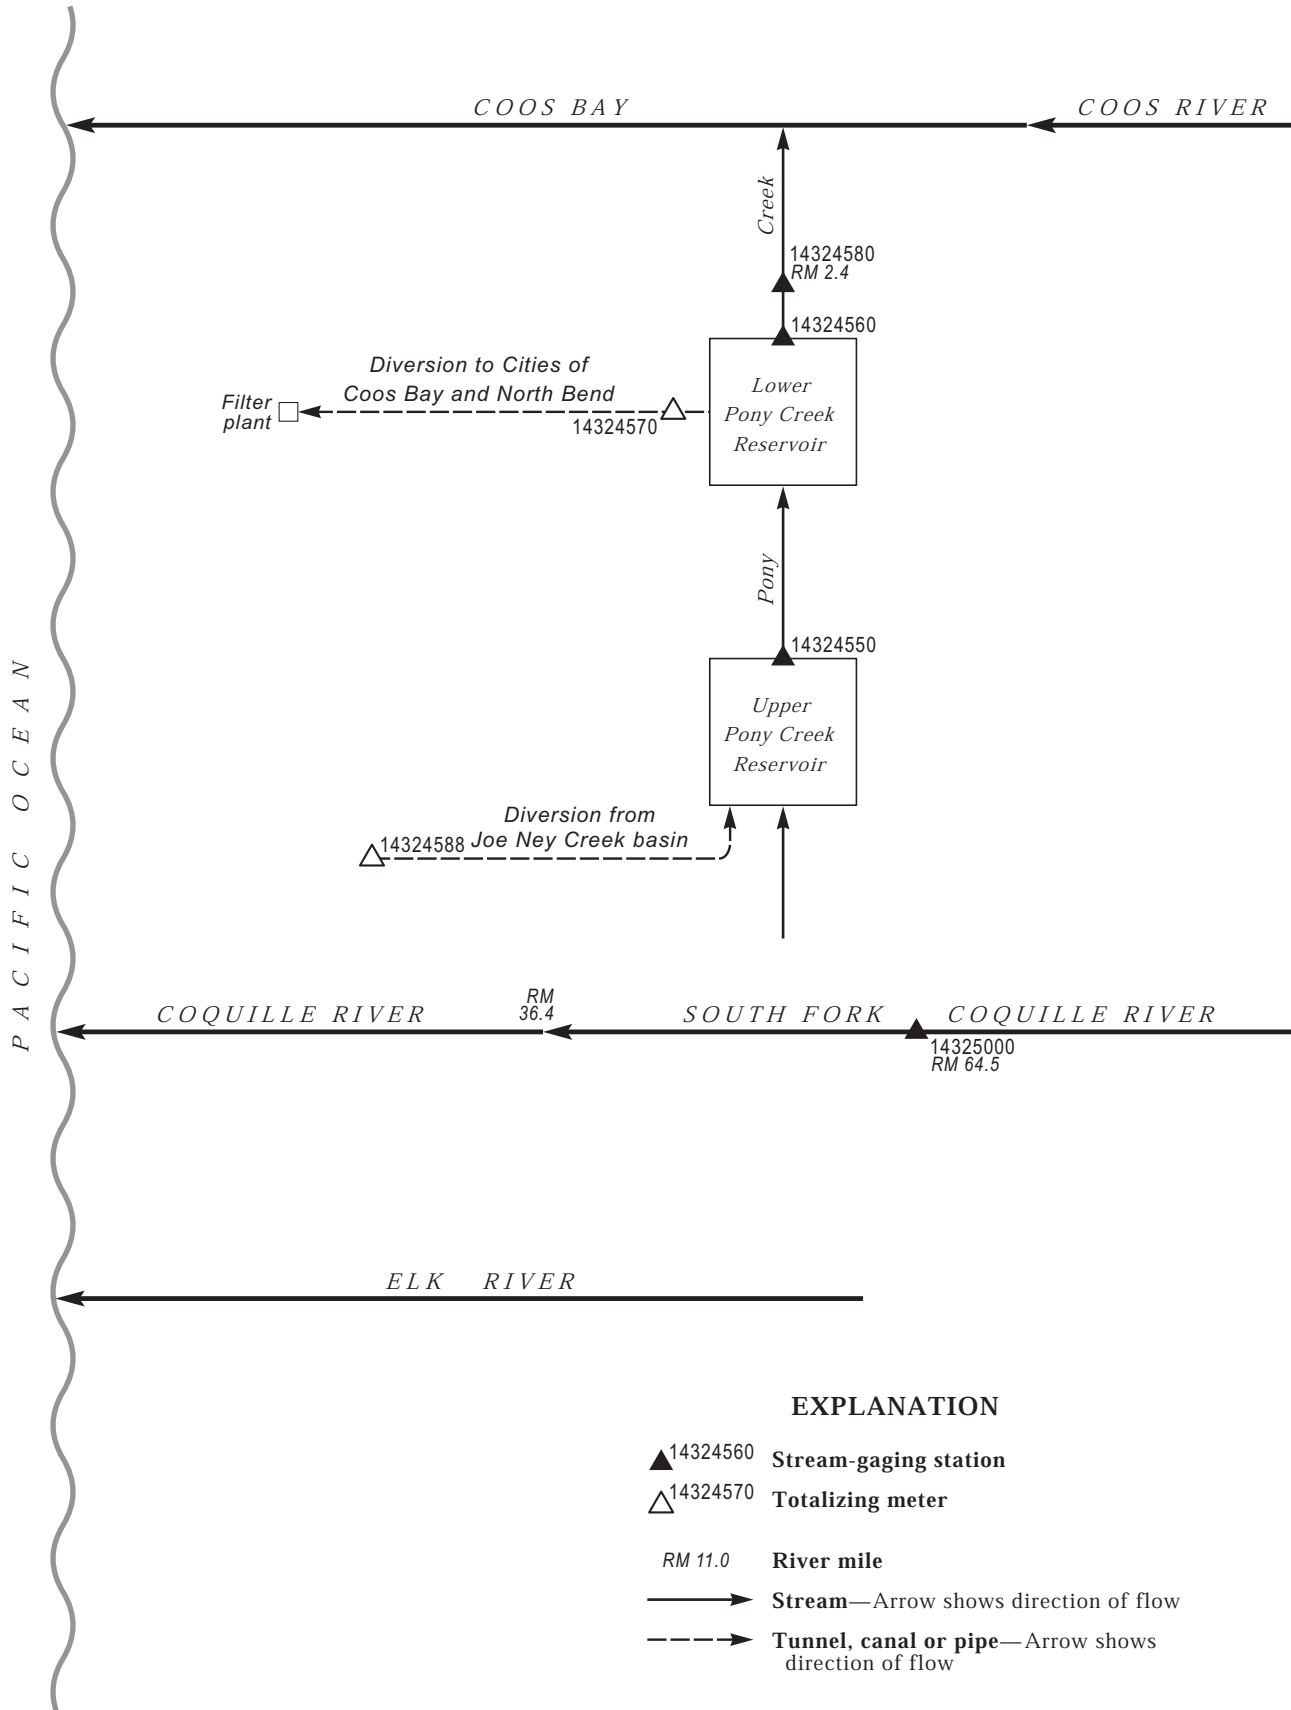 COOS BAY
COOS RIVER
Creek
14324580
RM 2.4
14324560
Diversion to Cities of
Coos Bay and North Bend
Filter
plant
14324570
Lower
Pony Creek
Reservoir
Pony
14324550
Upper
Pony Creek
Reservoir
PACIFIC OCEAN
Diversion from
14324588 Joe Ney Creek basin
COQUILLE RIVER
RM
36.4
SOUTH FORK
COQUILLE RIVER
14325000
RM 64.5
ELK RIVER
EXPLANATION
14324560 Stream-gaging station
14324570 Totalizing meter
RM 11.0 River mile
Stream—Arrow shows direction of flow
Tunnel, canal or pipe—Arrow shows
direction of flow